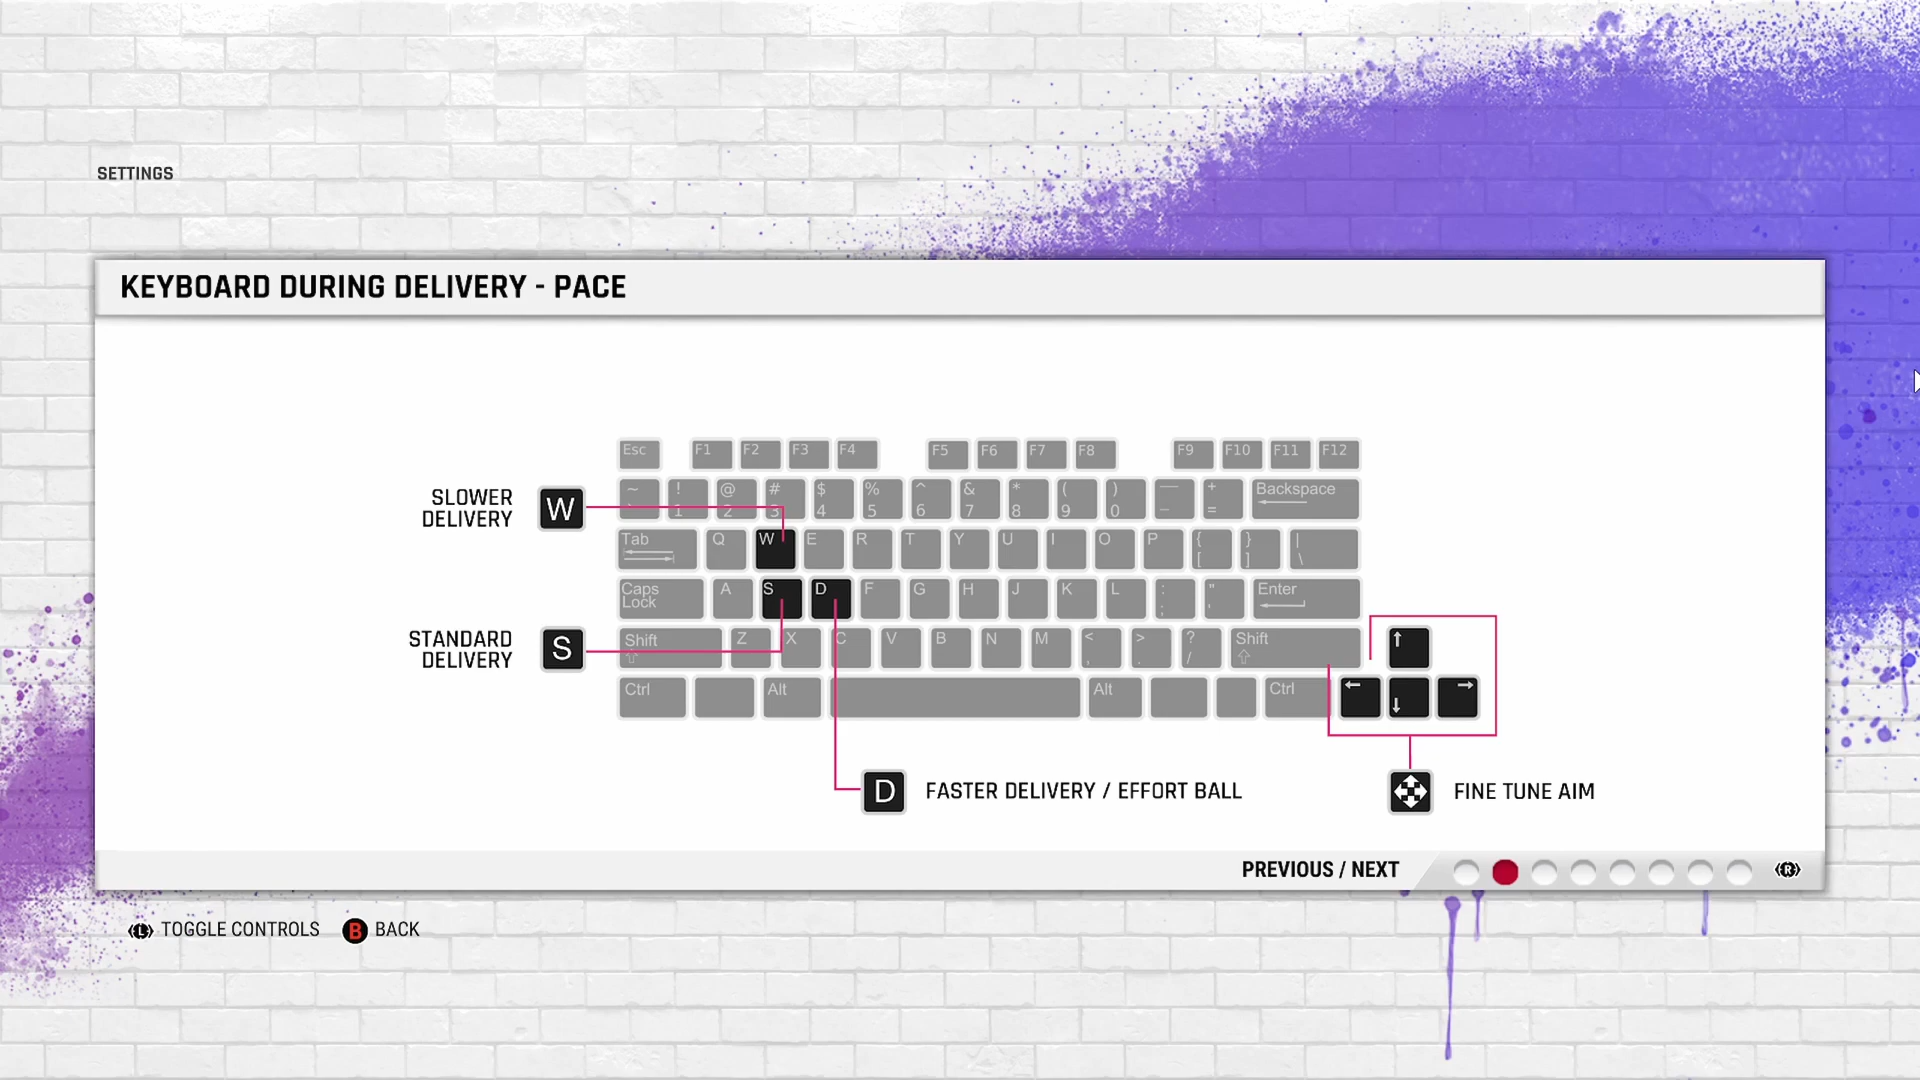 SETTINGS
KEYBOARD DURING DELIVERY - PACE
Esc F1 F2 F3 F4 F5 F6 F7 F8 F9 F10 F11 F12
SLOWER
DELIVERY
W
~ ! @ # $ % ^ & * ( ) — + Backspace
1 2 3 4 5 6 7 8 9 0 – =
Tab Q W E R T Y U I O P { } |
[ ] \
Caps A S D F G H J K L : " Enter
Lock ; '
STANDARD
DELIVERY
S
Shift Z X C V B N M < > ? Shift
, . /
Ctrl Alt Alt Ctrl
D FASTER DELIVERY / EFFORT BALL
FINE TUNE AIM
PREVIOUS / NEXT R
L TOGGLE CONTROLS B BACK